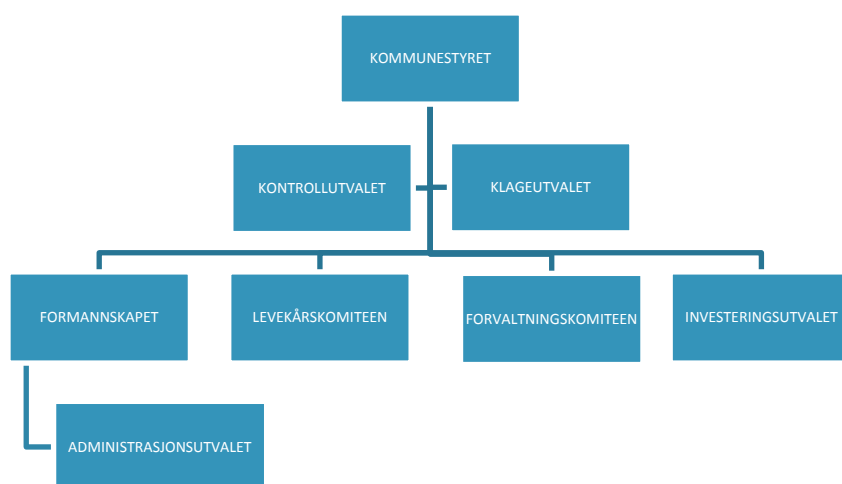 KOMMUNESTYRET
KONTROLLUTVALET
KLAGEUTVALET
FORMANNSKAPET
LEVEKÅRSKOMITEEN
FORVALTNINGSKOMITEEN
INVESTERINGSUTVALET
ADMINISTRASJONSUTVALET